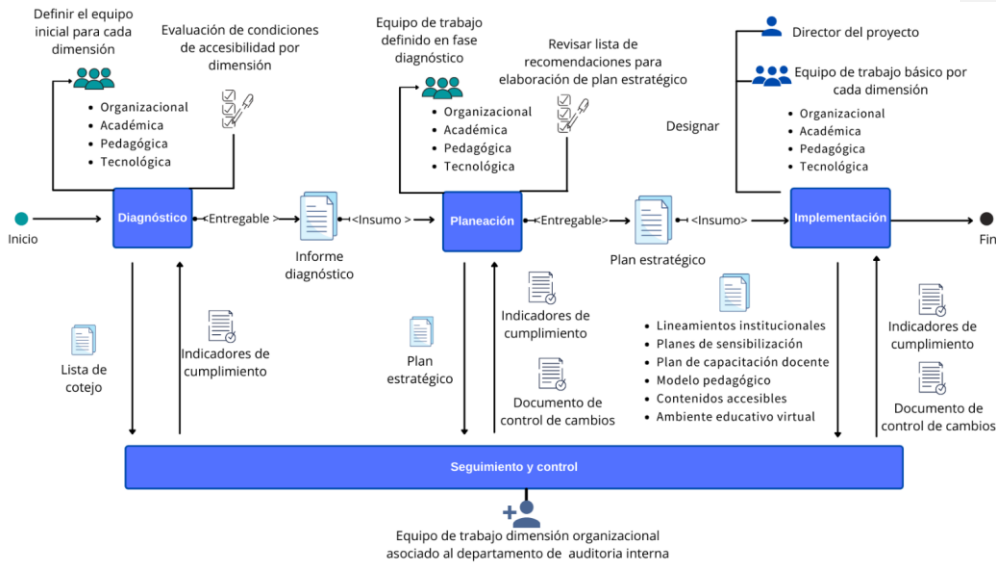 Definir el equipo
inicial para cada
dimensión
Evaluación de condiciones
de accesibilidad por
dimensión
• Organizacional
• Académica
• Pedagógica
• Tecnológica
Equipo de trabajo
definido en fase
diagnóstico
Revisar lista de
recomendaciones para
elaboración de plan estratégico
• Organizacional
• Académica
• Pedagógica
• Tecnológica
Director del proyecto
Equipo de trabajo básico por
cada dimensión
• Organizacional
• Académica
• Pedagógica
• Tecnológica
Designar
Inicio
Diagnóstico
<Entregable >
Informe
diagnóstico
<Insumo >
Planeación
<Entregable>
Plan estratégico
<Insumo>
Implementación
Fin
Lista de
cotejo
Indicadores de
cumplimiento
Plan
estratégico
Indicadores de
cumplimiento
Documento de
control de cambios
• Lineamientos institucionales
• Planes de sensibilización
• Plan de capacitación docente
• Modelo pedagógico
• Contenidos accesibles
• Ambiente educativo virtual
Indicadores de
cumplimiento
Documento de
control de cambios
Seguimiento y control
Equipo de trabajo dimensión organizacional
asociado al departamento de auditoria interna